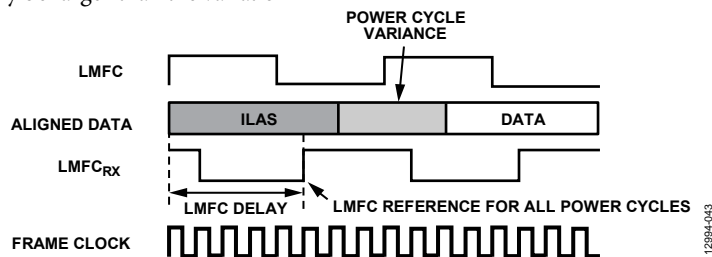 POWER CYCLE
VARIANCE
LMFC
ALIGNED DATA
ILAS
DATA
LMFCRX
LMFC DELAY
LMFC REFERENCE FOR ALL POWER CYCLES
FRAME CLOCK
12994-043